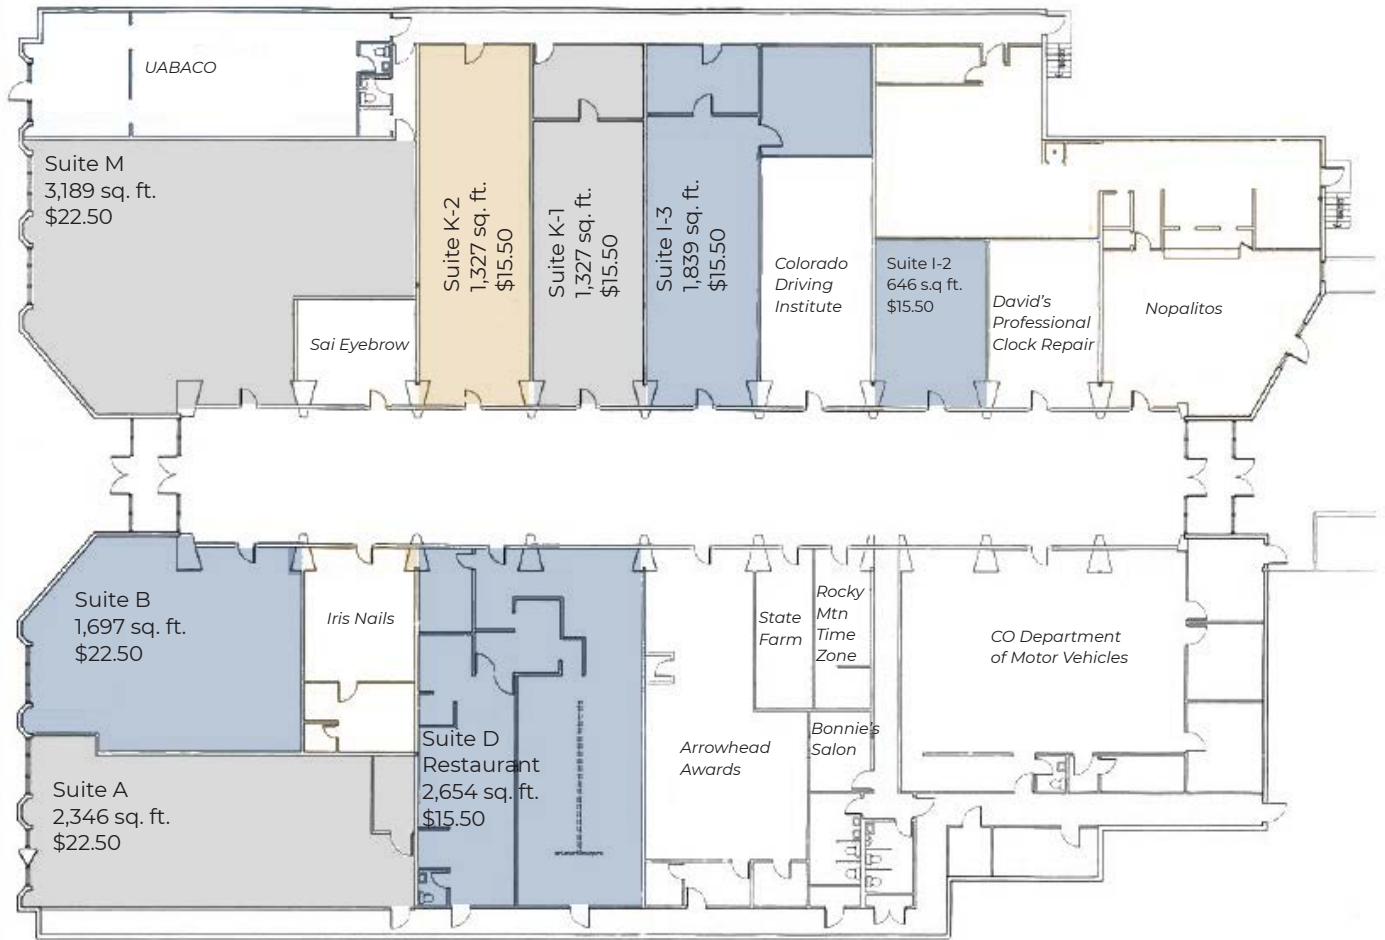 UABACO
Suite M
3,189 sq. ft.
$22.50
Sai Eyebrow
Suite K-2
1,327 sq. ft.
$15.50
Suite K-1
1,327 sq. ft.
$15.50
Suite I-3
1,839 sq. ft.
$15.50
Colorado
Driving
Institute
Suite I-2
646 s.q ft.
$15.50
David's
Professional
Clock Repair
Nopalitos
Suite B
1,697 sq. ft.
$22.50
Iris Nails
Suite A
2,346 sq. ft.
$22.50
Suite D
Restaurant
2,654 sq. ft.
$15.50
Arrowhead
Awards
State
Farm
Rocky
Mtn
Time
Zone
Bonnie's
Salon
CO Department
of Motor Vehicles